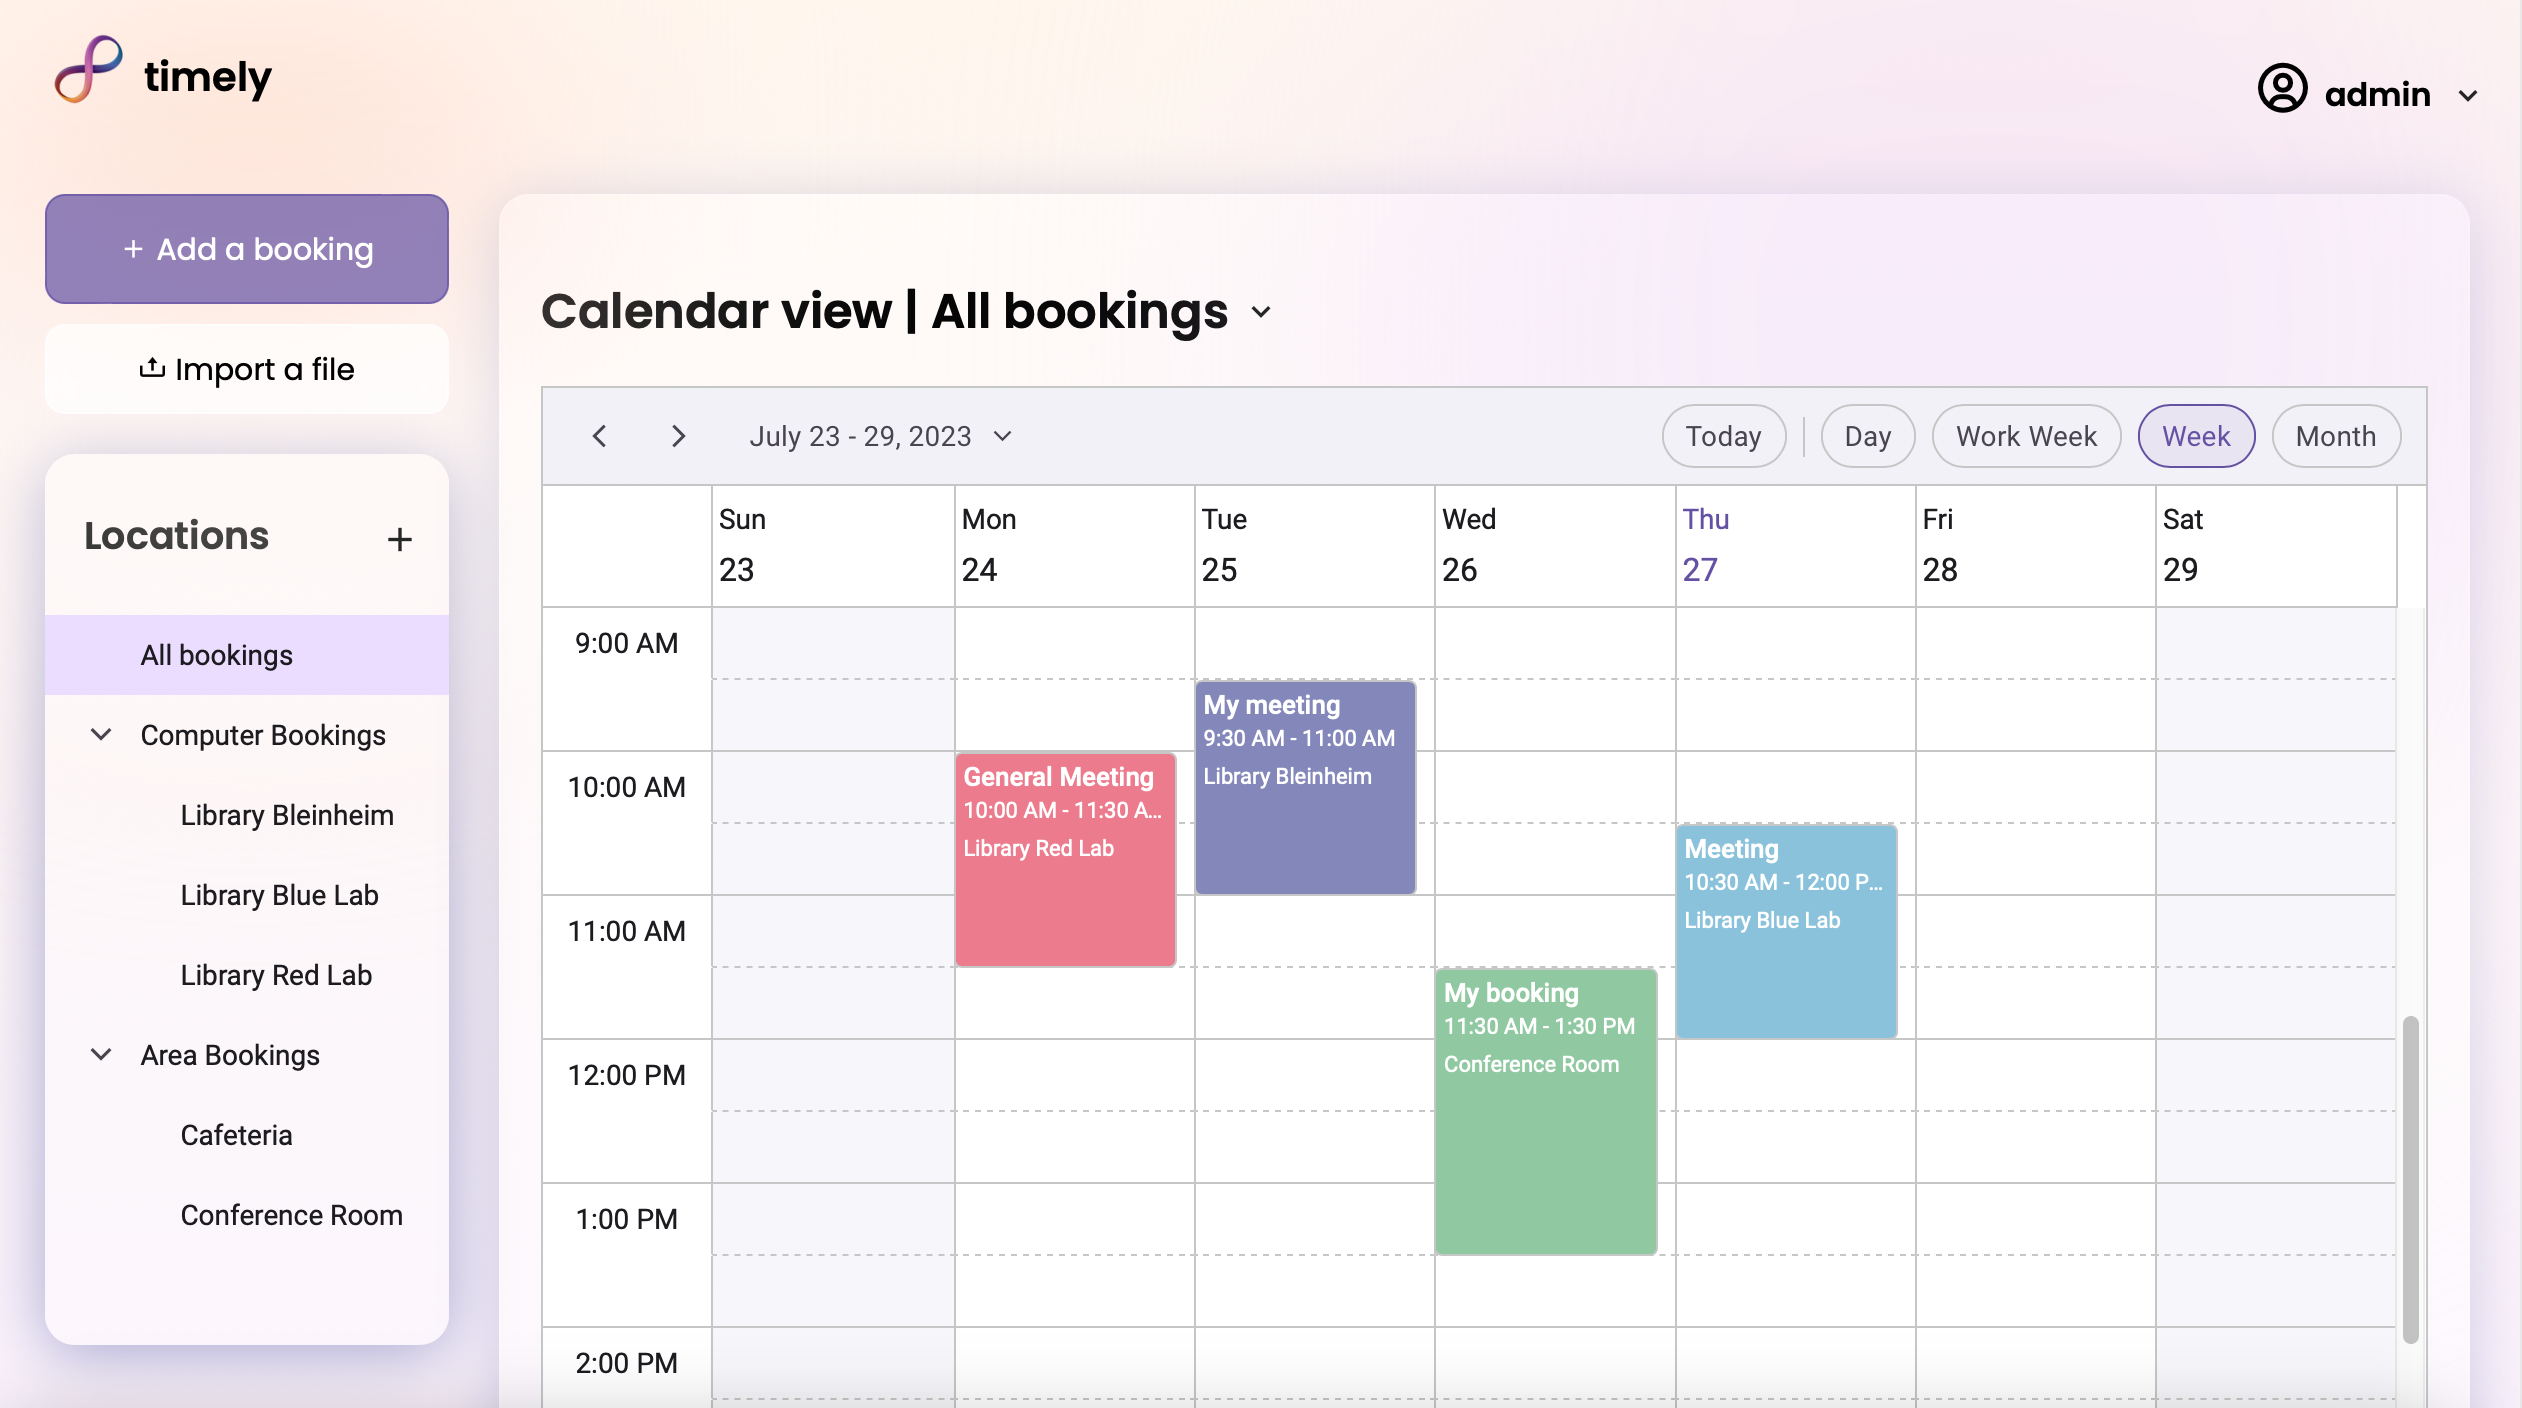 timely
admin
+ Add a booking
Import a file
Locations +
All bookings
Computer Bookings
Library Bleinheim
Library Blue Lab
Library Red Lab
Area Bookings
Cafeteria
Conference Room
Calendar view | All bookings
July 23 - 29, 2023
Today
Day
Work Week
Week
Month
Sun Mon Tue Wed Thu Fri Sat
23 24 25 26 27 28 29
9:00 AM
10:00 AM
11:00 AM
12:00 PM
1:00 PM
2:00 PM
General Meeting
10:00 AM - 11:30 A...
Library Red Lab
My meeting
9:30 AM - 11:00 AM
Library Bleinheim
My booking
11:30 AM - 1:30 PM
Conference Room
Meeting
10:30 AM - 12:00 P...
Library Blue Lab